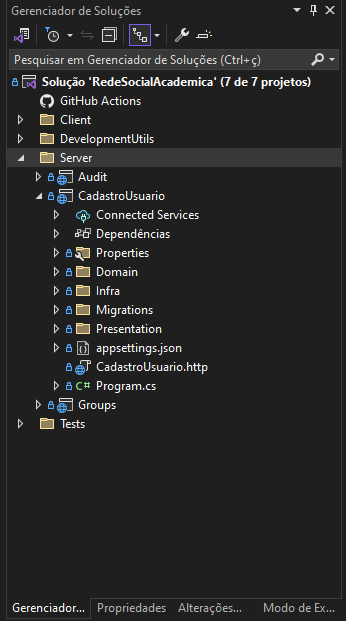 Gerenciador de Soluções
Pesquisar em Gerenciador de Soluções (Ctrl+ç)
Solução 'RedeSocialAcademica' (7 de 7 projetos)
GitHub Actions
Client
DevelopmentUtils
Server
Audit
CadastroUsuario
Connected Services
Dependências
Properties
Domain
Infra
Migrations
Presentation
appsettings.json
CadastroUsuario.http
C# Program.cs
Groups
Tests
Gerenciador... Propriedades Alterações... Modo de Ex...